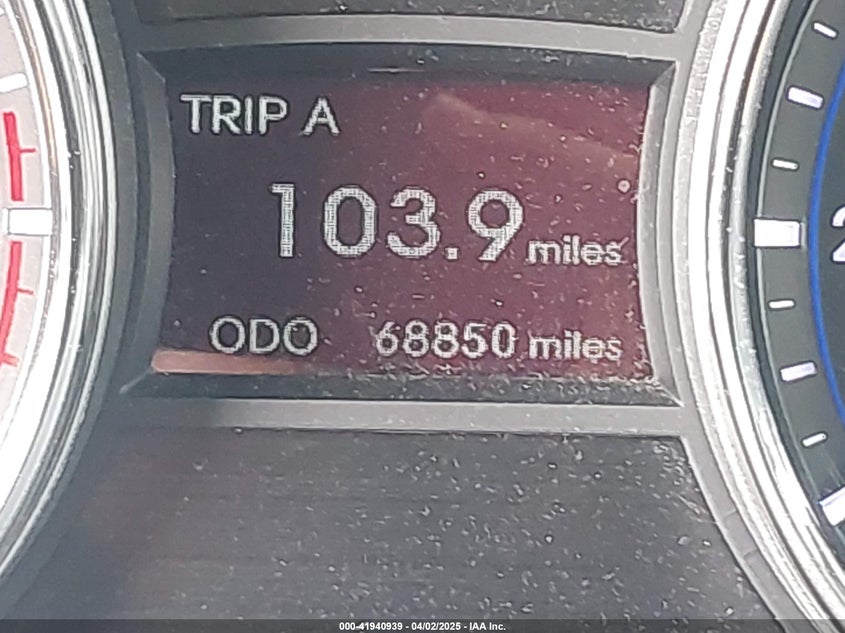 TRIP A
103.9 miles
ODO 68850 miles
000-41940939 - 04/02/2025 - IAA Inc.